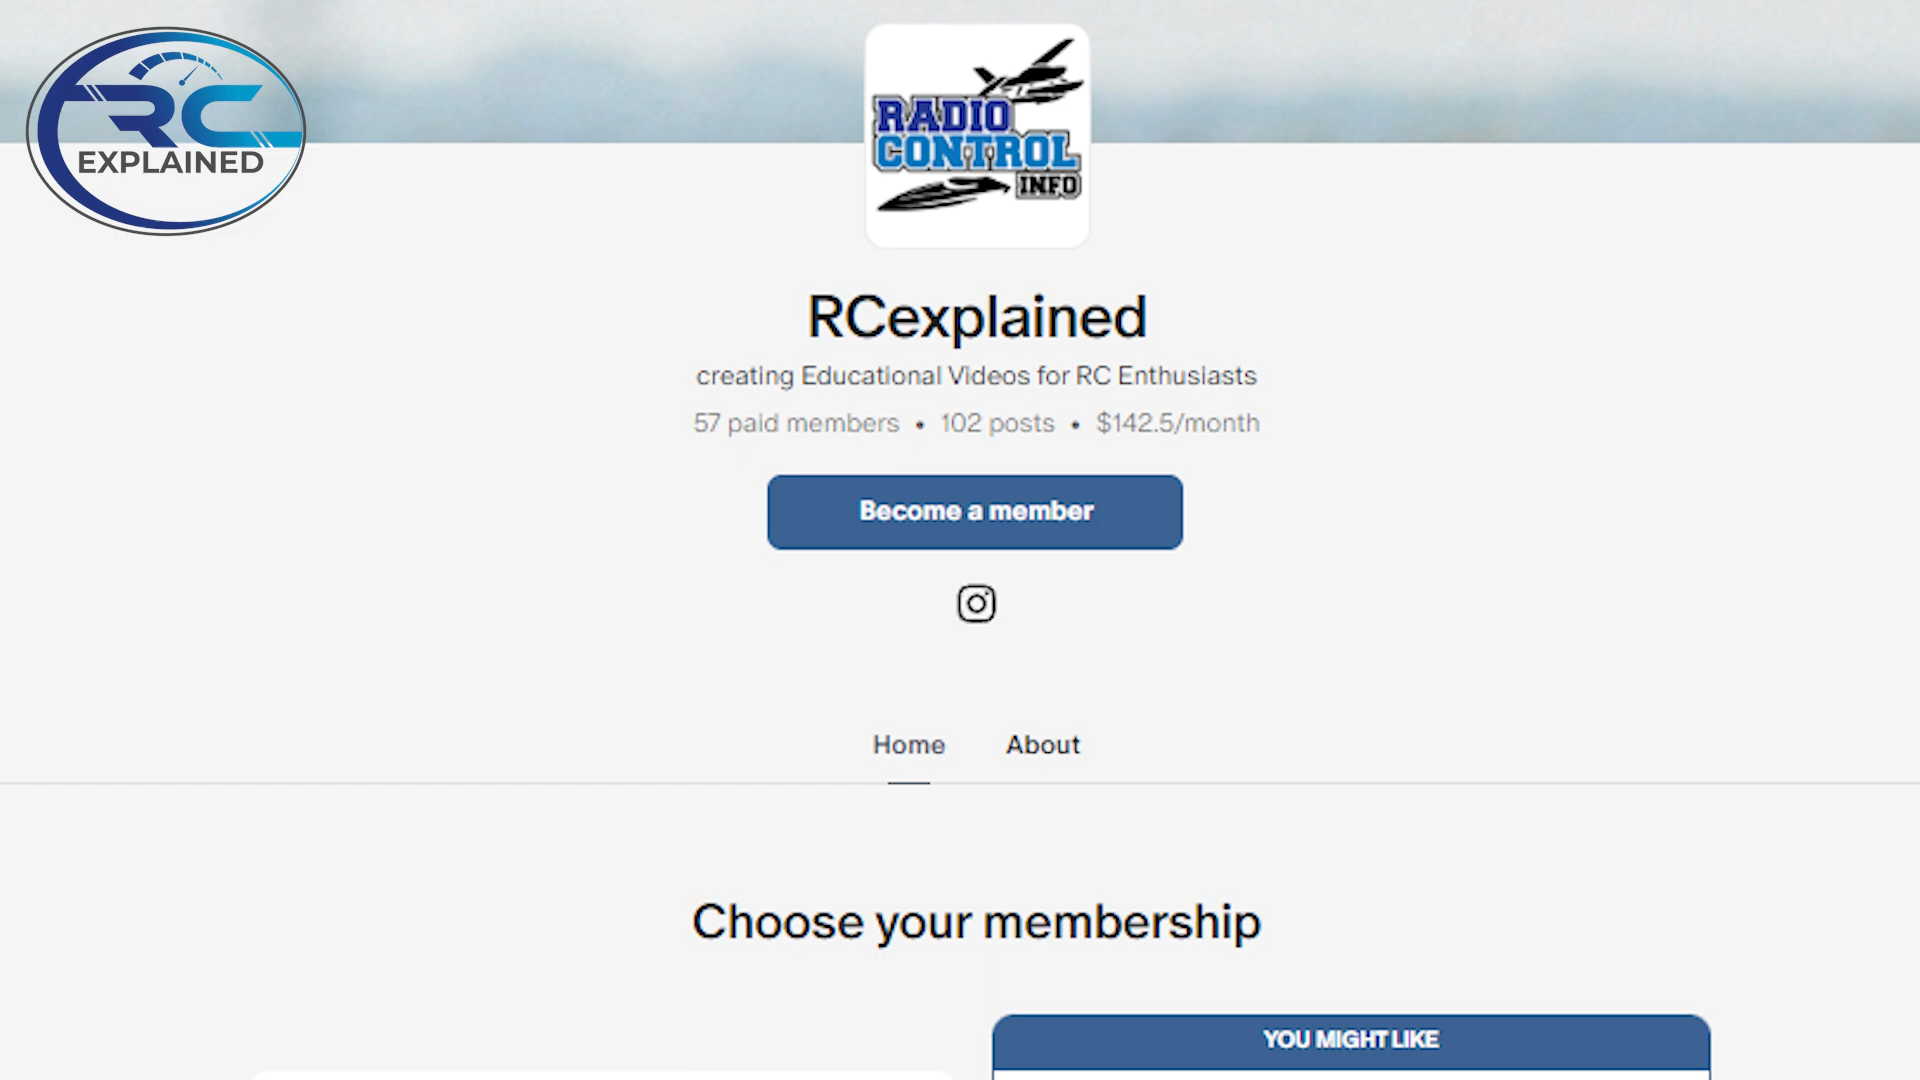 RC
EXPLAINED
RADIO
CONTROL
INFO
RCexplained
creating Educational Videos for RC Enthusiasts
57 paid members • 102 posts • $142.5/month
Become a member
Home About
Choose your membership
YOU MIGHT LIKE